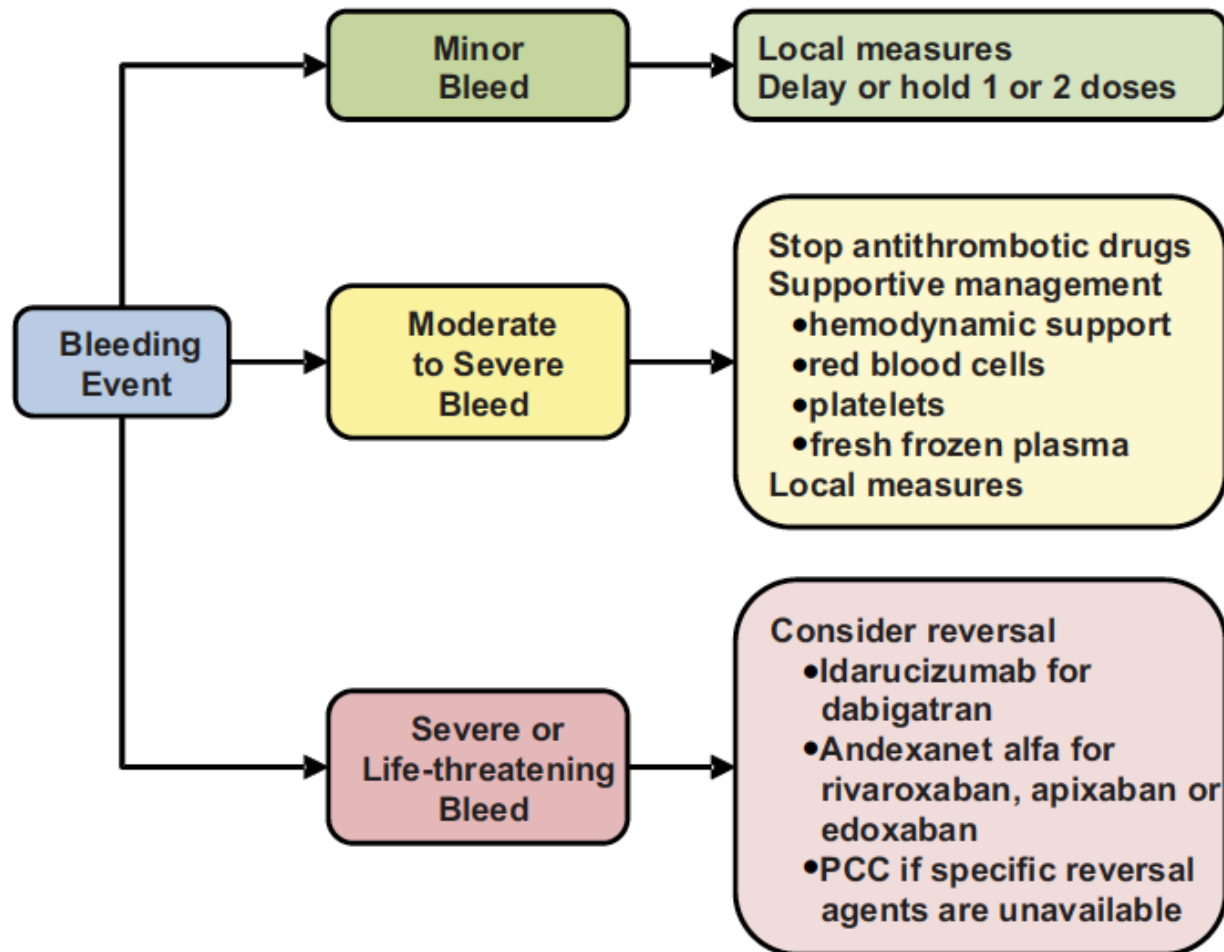 Minor
Bleed
Local measures
Delay or hold 1 or 2 doses
Bleeding
Event
Moderate
to Severe
Bleed
Stop antithrombotic drugs
Supportive management
•hemodynamic support
•red blood cells
•platelets
•fresh frozen plasma
Local measures
Severe or
Life-threatening
Bleed
Consider reversal
•Idarucizumab for
dabigatran
•Andexanet alfa for
rivaroxaban, apixaban or
edoxaban
•PCC if specific reversal
agents are unavailable